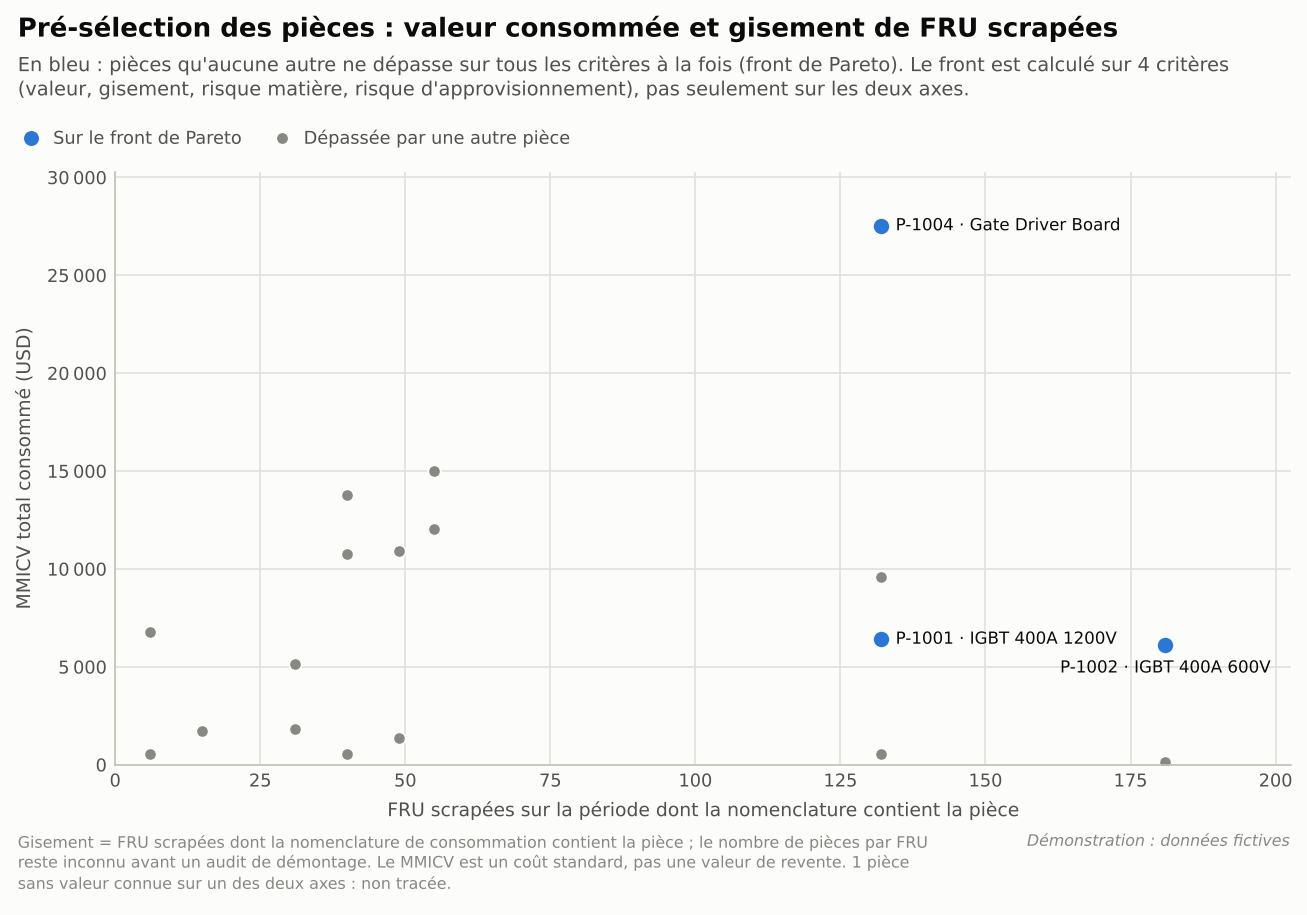 Pré-sélection des pièces : valeur consommée et gisement de FRU scrapées
En bleu : pièces qu'aucune autre ne dépasse sur tous les critères à la fois (front de Pareto). Le front est calculé sur 4 critères
(valeur, gisement, risque matière, risque d'approvisionnement), pas seulement sur les deux axes.
Sur le front de Pareto
Dépassée par une autre pièce
MMICV total consommé (USD)
30 000
25 000
20 000
15 000
10 000
5 000
0
P-1004 · Gate Driver Board
P-1001 · IGBT 400A 1200V
P-1002 · IGBT 400A 600V
0
25
50
75
100
125
150
175
200
FRU scrapées sur la période dont la nomenclature contient la pièce
Gisement = FRU scrapées dont la nomenclature de consommation contient la pièce ; le nombre de pièces par FRU
reste inconnu avant un audit de démontage. Le MMICV est un coût standard, pas une valeur de revente. 1 pièce
sans valeur connue sur un des deux axes : non tracée.
Démonstration : données fictives